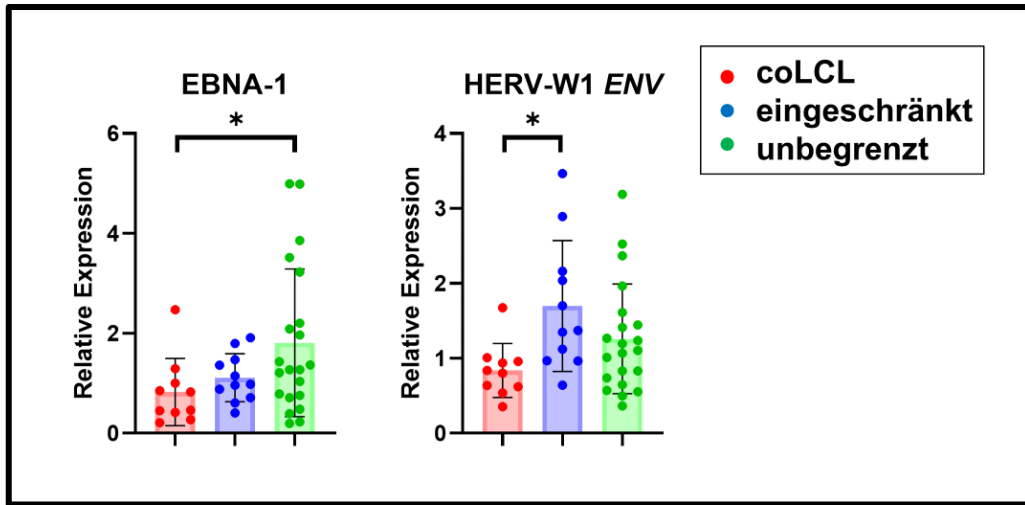 EBNA-1
*
Relative Expression
6
4
2
0
HERV-W1 ENV
*
Relative Expression
4
3
2
1
0
coLCL
eingeschränkt
unbegrenzt